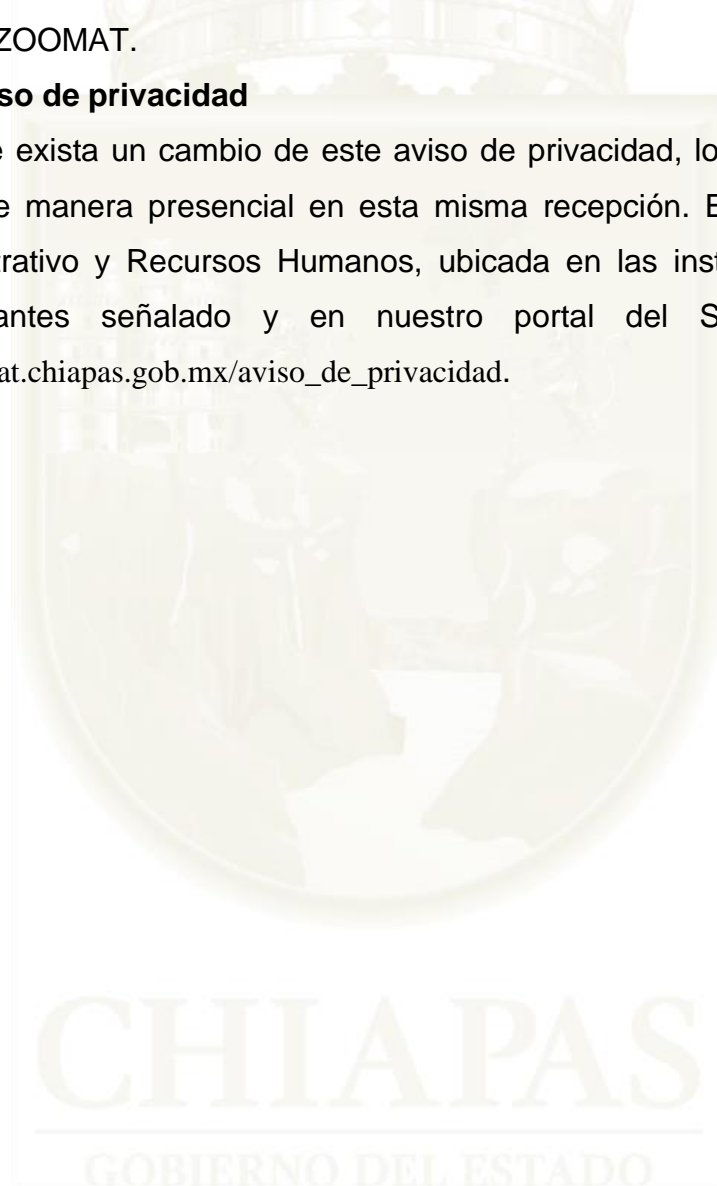 ZOOMAT.
so de privacidad
e exista un cambio de este aviso de privacidad, lo
e manera presencial en esta misma recepción. E
trativo y Recursos Humanos, ubicada en las inst
antes señalado y en nuestro portal del S
at.chiapas.gob.mx/aviso_de_privacidad.
CHIAPAS
GOBIERNO DEL ESTADO